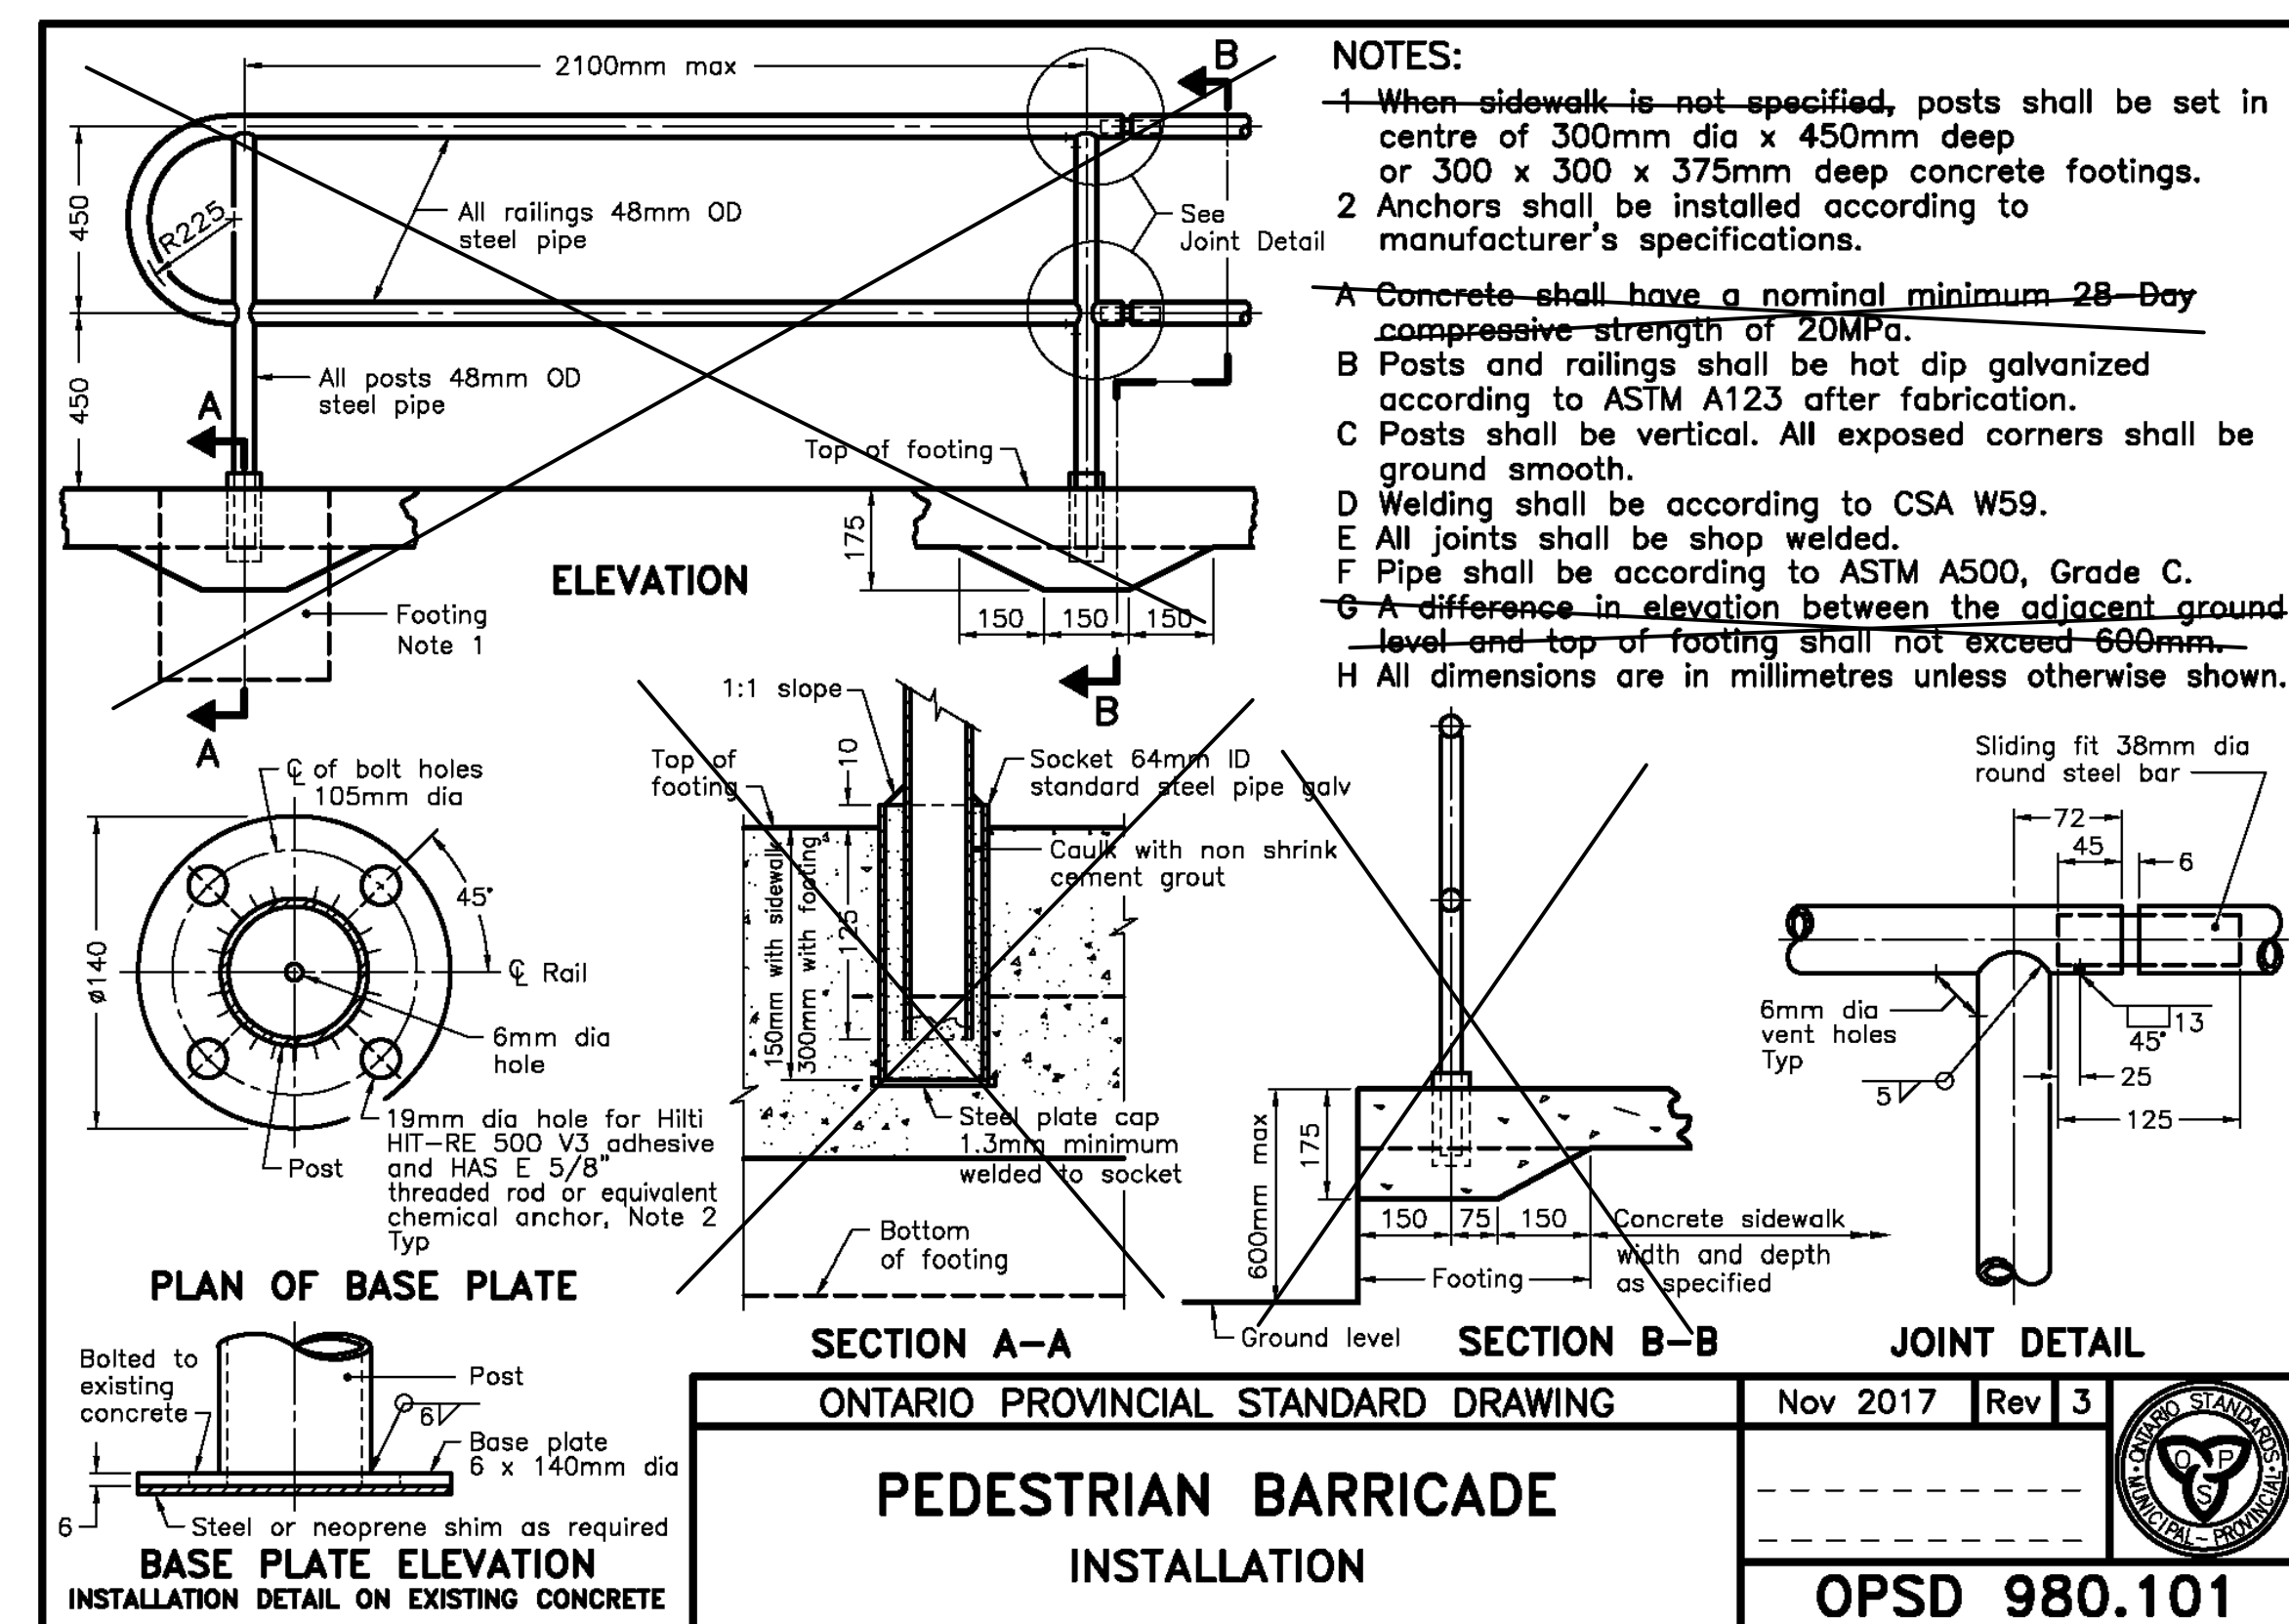 2100mm max
B
450
R225
All railings 48mm OD
steel pipe
See
Joint Detail
450
All posts 48mm OD
steel pipe
A
Top of footing
175
ELEVATION
Footing
Note 1
150
150
150
A
B
NOTES:
1 When sidewalk is not specified, posts shall be set in
centre of 300mm dia x 450mm deep
or 300 x 300 x 375mm deep concrete footings.
2 Anchors shall be installed according to
manufacturer's specifications.
A Concrete shall have a nominal minimum 28 Day
compressive strength of 20MPa.
B Posts and railings shall be hot dip galvanized
according to ASTM A123 after fabrication.
C Posts shall be vertical. All exposed corners shall be
ground smooth.
D Welding shall be according to CSA W59.
E All joints shall be shop welded.
F Pipe shall be according to ASTM A500, Grade C.
G A difference in elevation between the adjacent ground
level and top of footing shall not exceed 600mm.
H All dimensions are in millimetres unless otherwise shown.
℄ of bolt holes
105mm dia
45°
ø140
℄ Rail
6mm dia
hole
19mm dia hole for Hilti
HIT-RE 500 V3 adhesive
and HAS E 5/8"
threaded rod or equivalent
chemical anchor, Note 2
Typ
Post
PLAN OF BASE PLATE
1:1 slope
Top of
footing
10
Socket 64mm ID
standard steel pipe galv
Caulk with non shrink
cement grout
150mm with sidewalk
300mm with footing
125
Steel plate cap
1.3mm minimum
welded to socket
Bottom
of footing
SECTION A-A
600mm max
175
150
75
150
Concrete sidewalk
width and depth
as specified
Footing
Ground level
SECTION B-B
Sliding fit 38mm dia
round steel bar
72
45
6
6mm dia
vent holes
Typ
13
45°
5
25
125
JOINT DETAIL
Bolted to
existing
concrete
Post
6
Base plate
6 x 140mm dia
6
Steel or neoprene shim as required
BASE PLATE ELEVATION
INSTALLATION DETAIL ON EXISTING CONCRETE
ONTARIO PROVINCIAL STANDARD DRAWING
Nov 2017
Rev
3
PEDESTRIAN BARRICADE
INSTALLATION
ONTARIO STANDARDS
O P S
MUNICIPAL - PROVINCIAL
OPSD 980.101